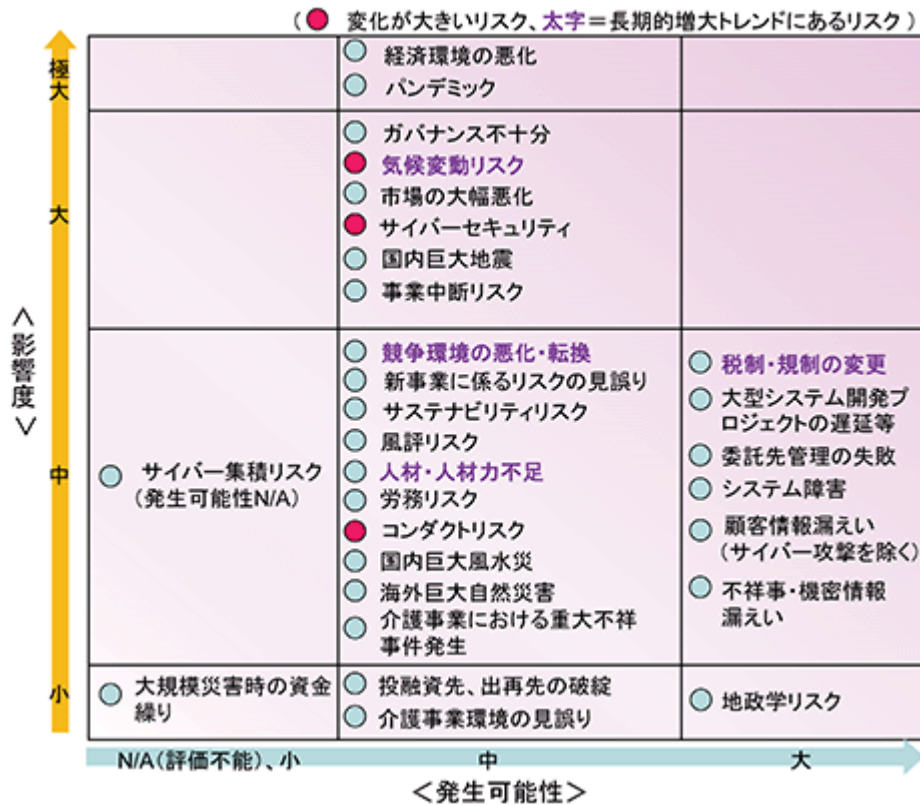 (● 変化が大きいリスク、太字＝長期的増大トレンドにあるリスク)
極大
経済環境の悪化
パンデミック
大
ガバナンス不十分
気候変動リスク
市場の大幅悪化
サイバーセキュリティ
国内巨大地震
事業中断リスク
＜影響度＞
中
サイバー集積リスク
(発生可能性N/A)
競争環境の悪化・転換
新事業に係るリスクの見誤り
サステナビリティリスク
風評リスク
人材・人材力不足
労務リスク
コンダクトリスク
国内巨大風水災
海外巨大自然災害
介護事業における重大不祥
事件発生
税制・規制の変更
大型システム開発プ
ロジェクトの遅延等
委託先管理の失敗
システム障害
顧客情報漏えい
(サイバー攻撃を除く)
不祥事・機密情報
漏えい
小
大規模災害時の資金
繰り
投融資先、出再先の破綻
介護事業環境の見誤り
地政学リスク
N/A(評価不能)、小
中
大
＜発生可能性＞